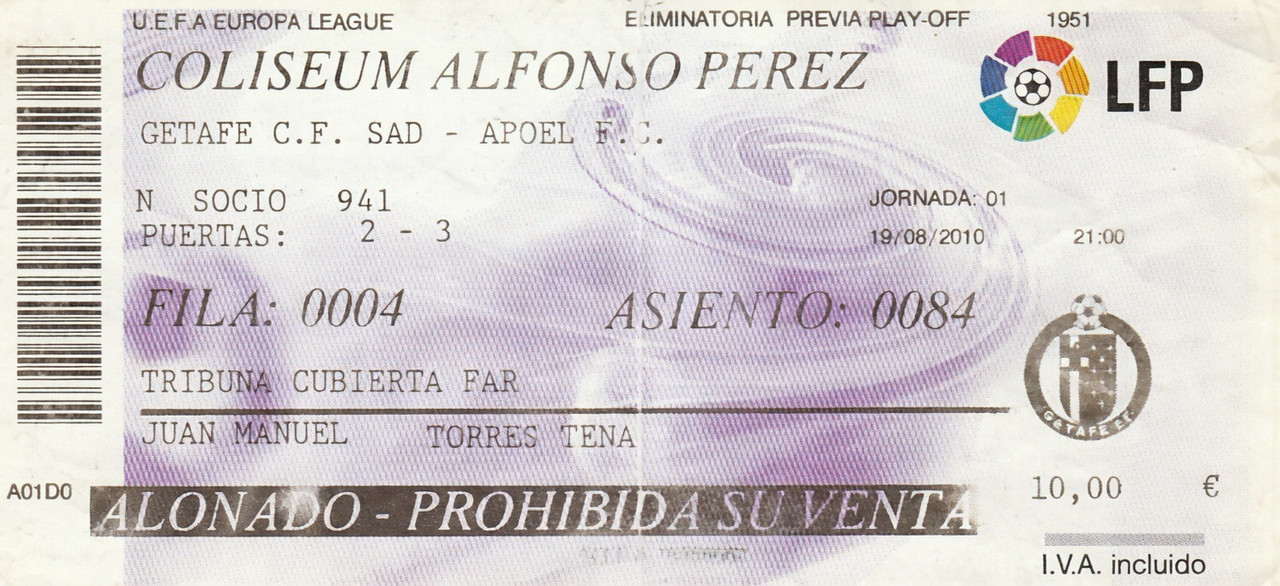 U.E.F.A EUROPA LEAGUE ELIMINATORIA PREVIA PLAY-OFF 1951
COLISEUM ALFONSO PEREZ
LFP
GETAFE C.F. SAD - APOEL F.C.
N SOCIO 941
JORNADA: 01
PUERTAS: 2 - 3
19/08/2010 21:00
FILA: 0004 ASIENTO: 0084
TRIBUNA CUBIERTA FAR
GETAFE CF
JUAN MANUEL TORRES TENA
A01D0
10,00 €
ALONADO - PROHIBIDA SU VENTA
I.V.A. incluido